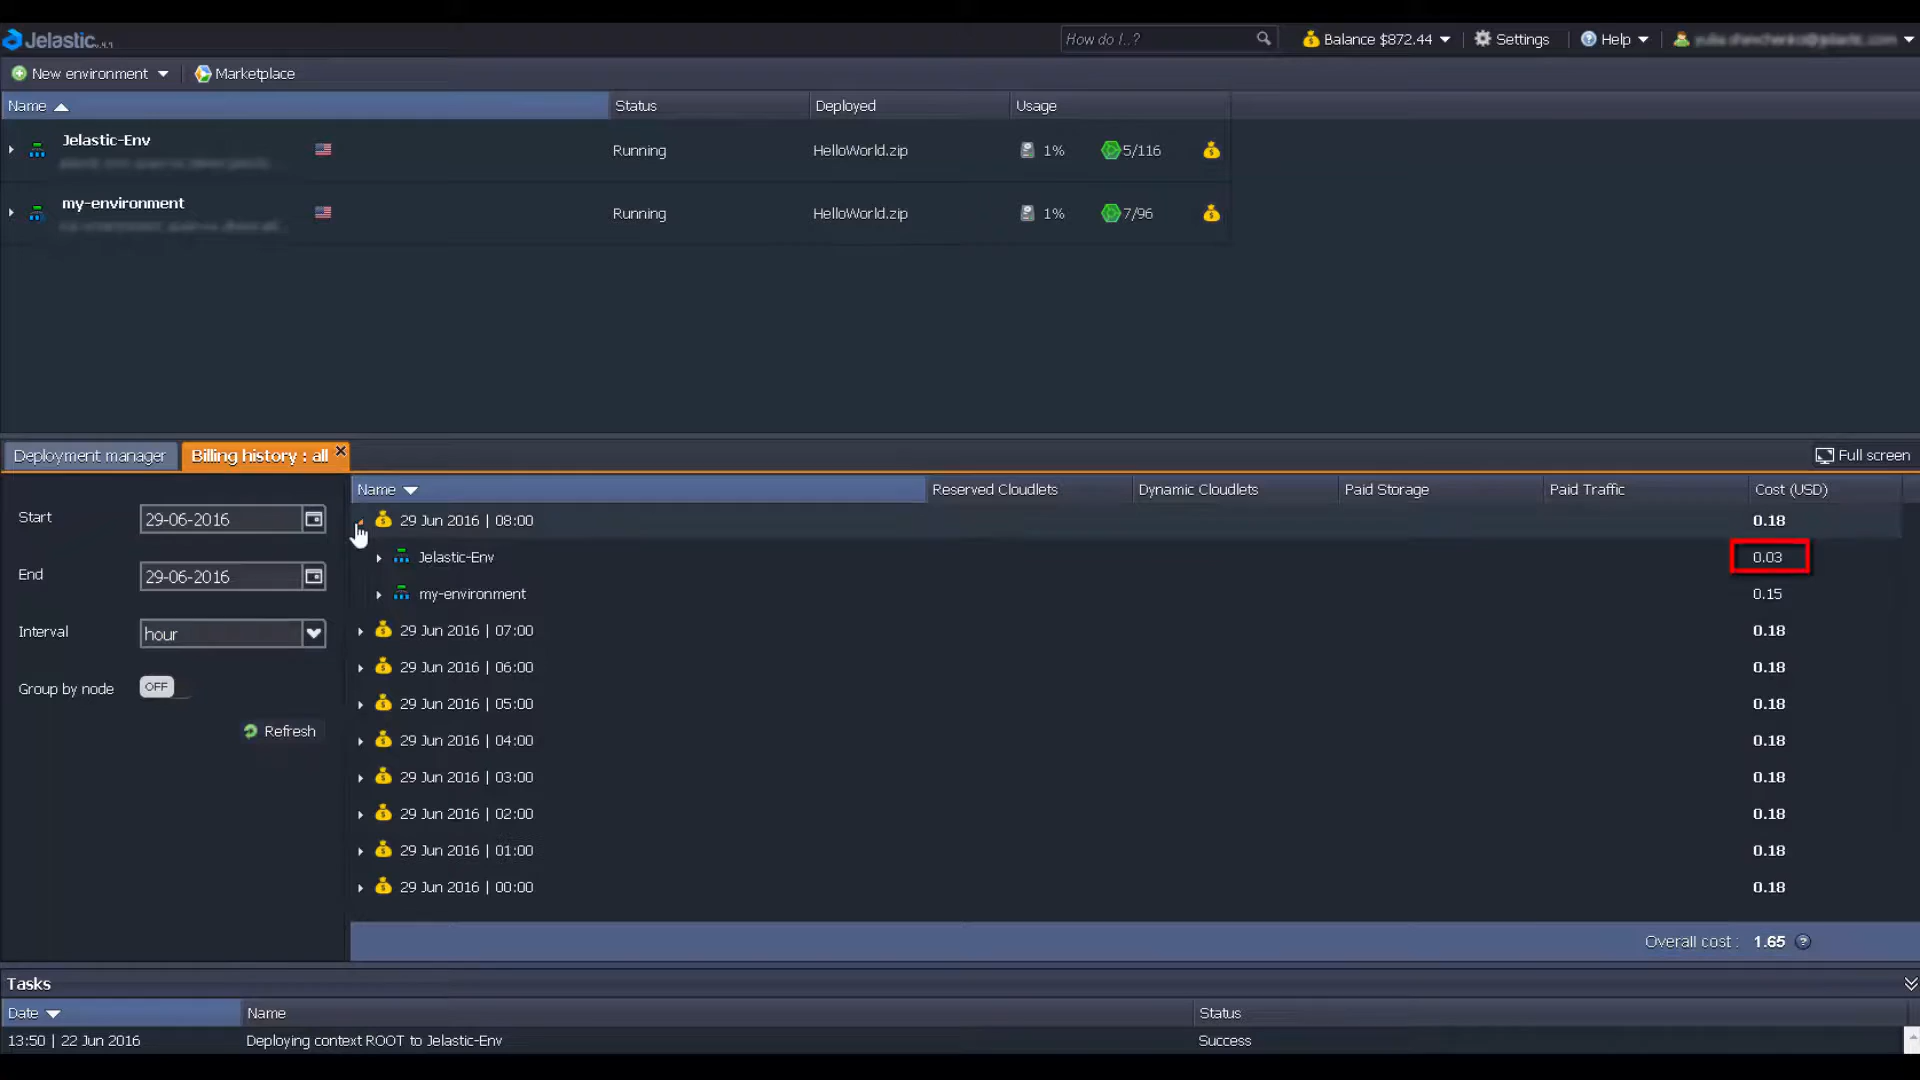 Jelastic v.4.1
How do I..?
Balance $872.44
Settings
Help
New environment
Marketplace
Name Status Deployed Usage
Jelastic-Env
Running HelloWorld.zip 1% 5/116
my-environment
Running HelloWorld.zip 1% 7/96
Deployment manager Billing history : all Full screen
Name Reserved Cloudlets Dynamic Cloudlets Paid Storage Paid Traffic Cost (USD)
Start 29-06-2016
End 29-06-2016
Interval hour
Group by node OFF
Refresh
29 Jun 2016 | 08:00 0.18
Jelastic-Env 0.03
my-environment 0.15
29 Jun 2016 | 07:00 0.18
29 Jun 2016 | 06:00 0.18
29 Jun 2016 | 05:00 0.18
29 Jun 2016 | 04:00 0.18
29 Jun 2016 | 03:00 0.18
29 Jun 2016 | 02:00 0.18
29 Jun 2016 | 01:00 0.18
29 Jun 2016 | 00:00 0.18
Overall cost : 1.65 ?
Tasks
Date Name Status
13:50 | 22 Jun 2016 Deploying context ROOT to Jelastic-Env Success